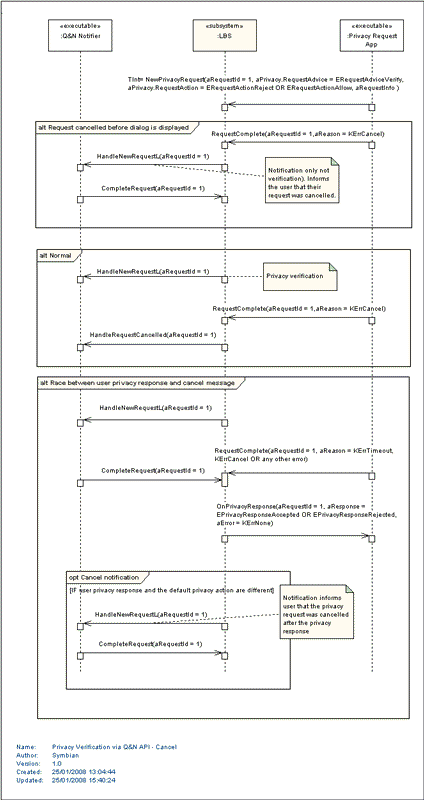 «executable»
:Q&N Notifier
«subsystem»
:LBS
«executable»
:Privacy Request
App
TInt= NewPrivacyRequest(aRequestId = 1, aPrivacy.RequestAdvice = ERequestAdviceVerify,
aPrivacy.RequestAction = ERequestActionReject OR ERequestActionAllow, aRequestInfo )
alt Request cancelled before dialog is displayed
RequestComplete(aRequestId = 1,aReason = KErrCancel)
HandleNewRequestL(aRequestId = 1)
Notification only not
verification). Informs
the user that their
request was cancelled.
CompleteRequest(aRequestId = 1)
alt Normal
HandleNewRequestL(aRequestId = 1)
Privacy verification
RequestComplete(aRequestId = 1,aReason = KErrCancel)
HandleRequestCancelled(aRequestId = 1)
alt Race between user privacy response and cancel message
HandleNewRequestL(aRequestId = 1)
RequestComplete(aRequestId = 1, aReason = KErrTimeout,
KErrCancel OR any other error)
CompleteRequest(aRequestId = 1)
OnPrivacyResponse(aRequestId = 1, aResponse =
EPrivacyResponseAccepted OR EPrivacyResponseRejected,
aError = KErrNone)
opt Cancel notification
[IF user privacy response and the default privacy action are different]
Notification informs
user that the privacy
request was cancelled
after the privacy
response
HandleNewRequestL(aRequestId = 1)
CompleteRequest(aRequestId = 1)
Name: Privacy Verification via Q&N API - Cancel
Author: Symbian
Version: 1.0
Created: 25/01/2008 13:04:44
Updated: 25/01/2008 15:40:24